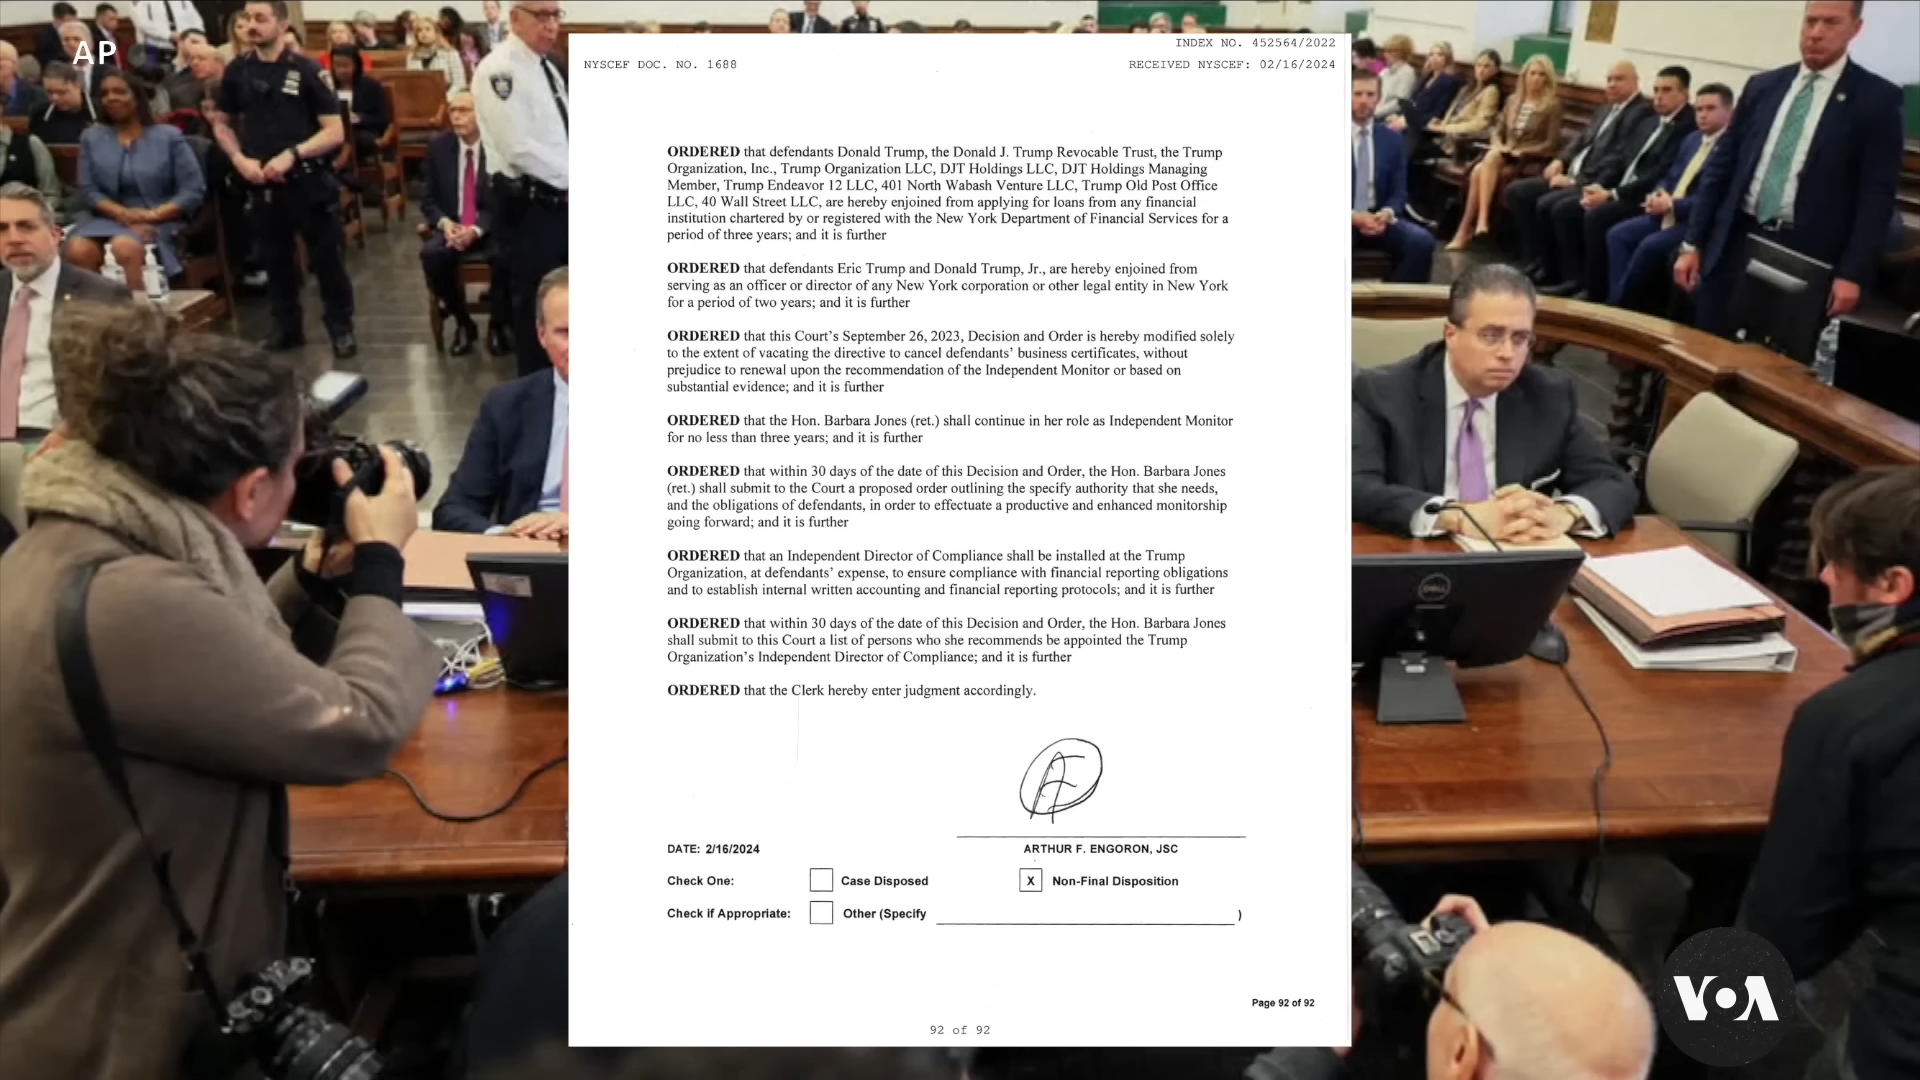 AP
INDEX NO. 452564/2022
NYSCEF DOC. NO. 1688
RECEIVED NYSCEF: 02/16/2024
ORDERED that defendants Donald Trump, the Donald J. Trump Revocable Trust, the Trump
Organization, Inc., Trump Organization LLC, DJT Holdings LLC, DJT Holdings Managing
Member, Trump Endeavor 12 LLC, 401 North Wabash Venture LLC, Trump Old Post Office
LLC, 40 Wall Street LLC, are hereby enjoined from applying for loans from any financial
institution chartered by or registered with the New York Department of Financial Services for a
period of three years; and it is further
ORDERED that defendants Eric Trump and Donald Trump, Jr., are hereby enjoined from
serving as an officer or director of any New York corporation or other legal entity in New York
for a period of two years; and it is further
ORDERED that this Court's September 26, 2023, Decision and Order is hereby modified solely
to the extent of vacating the directive to cancel defendants' business certificates, without
prejudice to renewal upon the recommendation of the Independent Monitor or based on
substantial evidence; and it is further
ORDERED that the Hon. Barbara Jones (ret.) shall continue in her role as Independent Monitor
for no less than three years; and it is further
ORDERED that within 30 days of the date of this Decision and Order, the Hon. Barbara Jones
(ret.) shall submit to the Court a proposed order outlining the specify authority that she needs,
and the obligations of defendants, in order to effectuate a productive and enhanced monitorship
going forward; and it is further
ORDERED that an Independent Director of Compliance shall be installed at the Trump
Organization, at defendants' expense, to ensure compliance with financial reporting obligations
and to establish internal written accounting and financial reporting protocols; and it is further
ORDERED that within 30 days of the date of this Decision and Order, the Hon. Barbara Jones
shall submit to this Court a list of persons who she recommends be appointed the Trump
Organization's Independent Director of Compliance; and it is further
ORDERED that the Clerk hereby enter judgment accordingly.
DATE: 2/16/2024
ARTHUR F. ENGORON, JSC
Check One:
Case Disposed
X Non-Final Disposition
Check if Appropriate:
Other (Specify )
Page 92 of 92
92 of 92
DELL
VOA